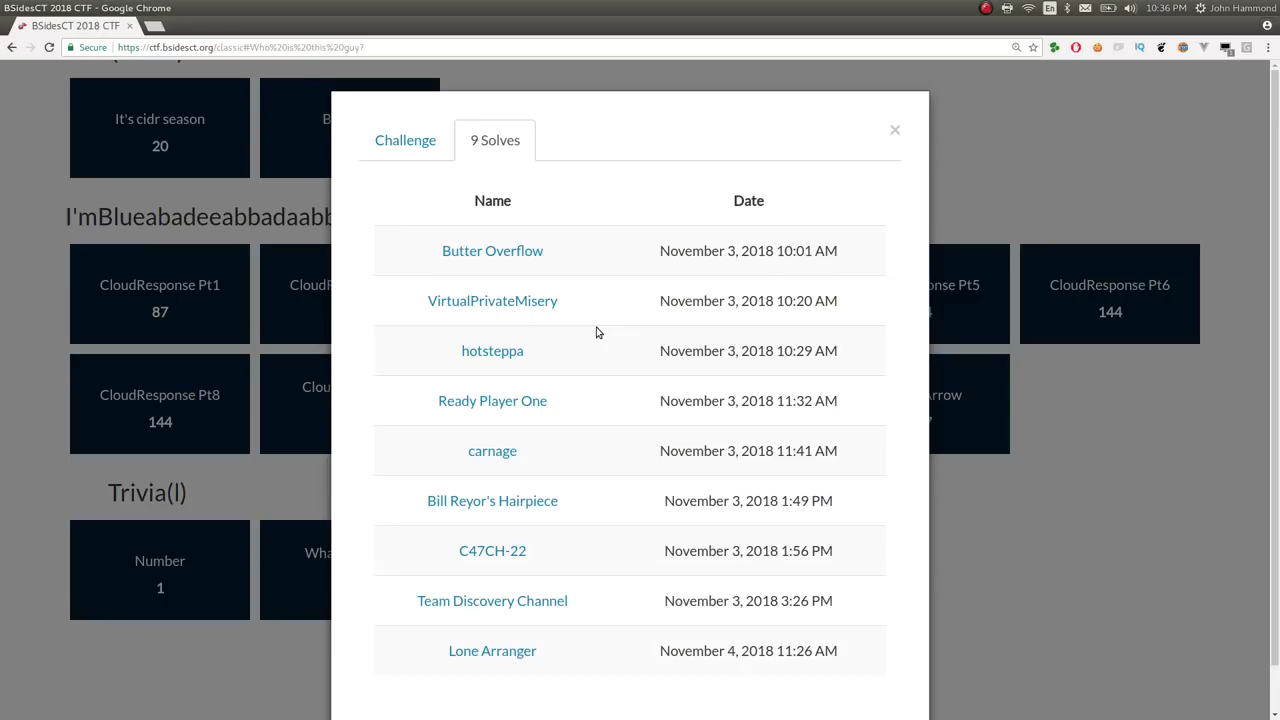 BSidesCT 2018 CTF - Google Chrome
En
10:36 PM
John Hammond
BSidesCT 2018 CTF
Secure
https://ctf.bsidesct.org/classic#Who%20is%20this%20guy?
IQ
It's cidr season
20
B
Challenge
9 Solves
×
Name
Date
Butter Overflow
November 3, 2018 10:01 AM
VirtualPrivateMisery
November 3, 2018 10:20 AM
hotsteppa
November 3, 2018 10:29 AM
Ready Player One
November 3, 2018 11:32 AM
carnage
November 3, 2018 11:41 AM
Bill Reyor's Hairpiece
November 3, 2018 1:49 PM
C47CH-22
November 3, 2018 1:56 PM
Team Discovery Channel
November 3, 2018 3:26 PM
Lone Arranger
November 4, 2018 11:26 AM
I'mBlueabadeeabbadaabb
CloudResponse Pt1
87
CloudR
onse Pt5
CloudResponse Pt6
144
CloudResponse Pt8
144
Clou
Arrow
Trivia(l)
Number
1
Wha